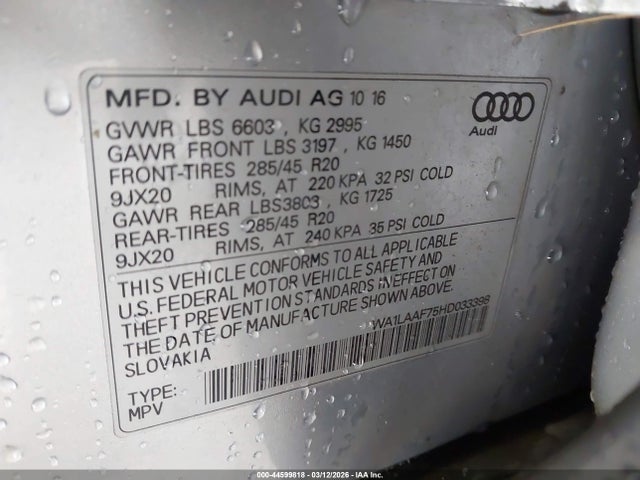 MFD. BY AUDI AG 10 16
GVWR LBS 6603 , KG 2995
GAWR FRONT LBS 3197 , KG 1450
FRONT-TIRES 285/45 R20
9JX20 RIMS, AT 220 KPA 32 PSI COLD
GAWR REAR LBS3803 , KG 1725
REAR-TIRES 285/45 R20
9JX20 RIMS, AT 240 KPA 35 PSI COLD
Audi
THIS VEHICLE CONFORMS TO ALL APPLICABLE
U.S. FEDERAL MOTOR VEHICLE SAFETY AND
THEFT PREVENTION STANDARDS IN EFFECT ON
THE DATE OF MANUFACTURE SHOWN ABOVE.
SLOVAKIA
WA1LAAF75HD033398
TYPE:
MPV
000-44599818 - 03/12/2026 - © IAA Inc.